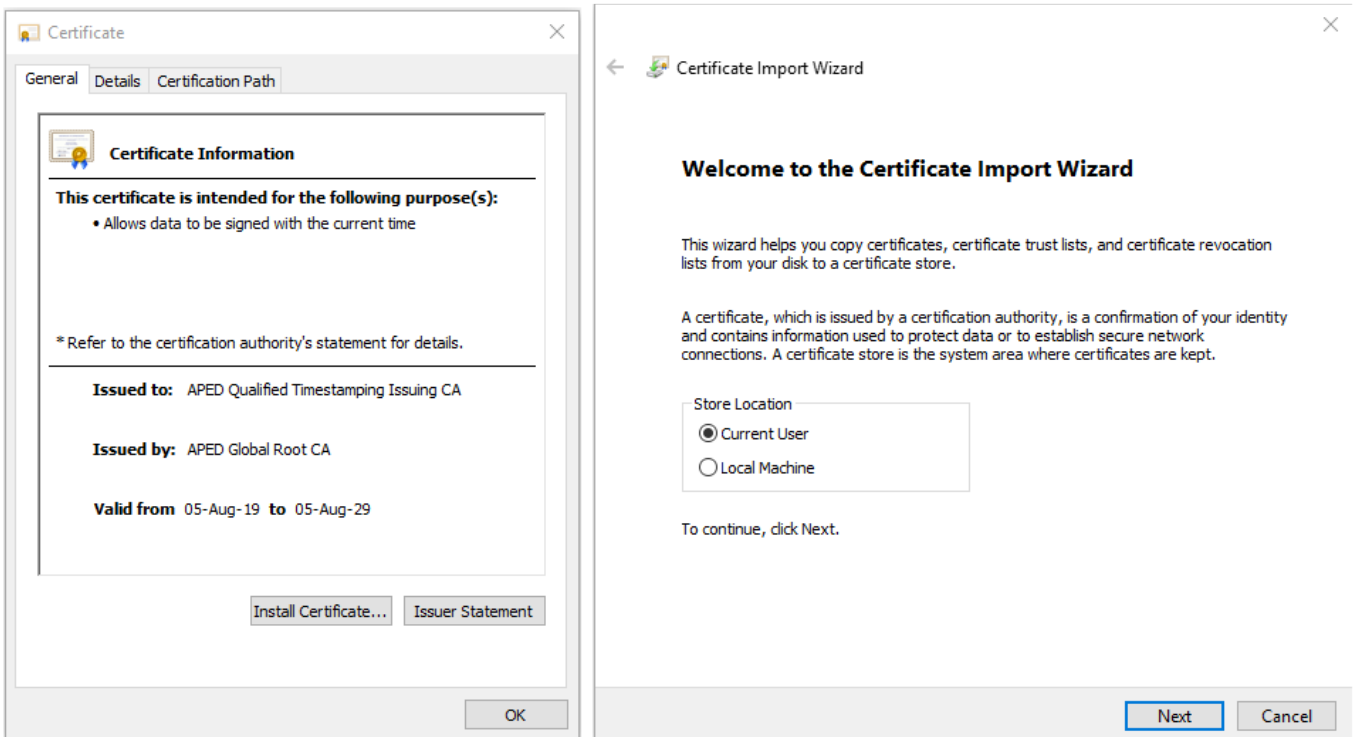 Certificate
General Details Certification Path
Certificate Information
This certificate is intended for the following purpose(s):
• Allows data to be signed with the current time
* Refer to the certification authority's statement for details.
Issued to: APED Qualified Timestamping Issuing CA
Issued by: APED Global Root CA
Valid from 05-Aug-19 to 05-Aug-29
Install Certificate... Issuer Statement
OK
Certificate Import Wizard
Welcome to the Certificate Import Wizard
This wizard helps you copy certificates, certificate trust lists, and certificate revocation
lists from your disk to a certificate store.
A certificate, which is issued by a certification authority, is a confirmation of your identity
and contains information used to protect data or to establish secure network
connections. A certificate store is the system area where certificates are kept.
Store Location
Current User
Local Machine
To continue, click Next.
Next Cancel